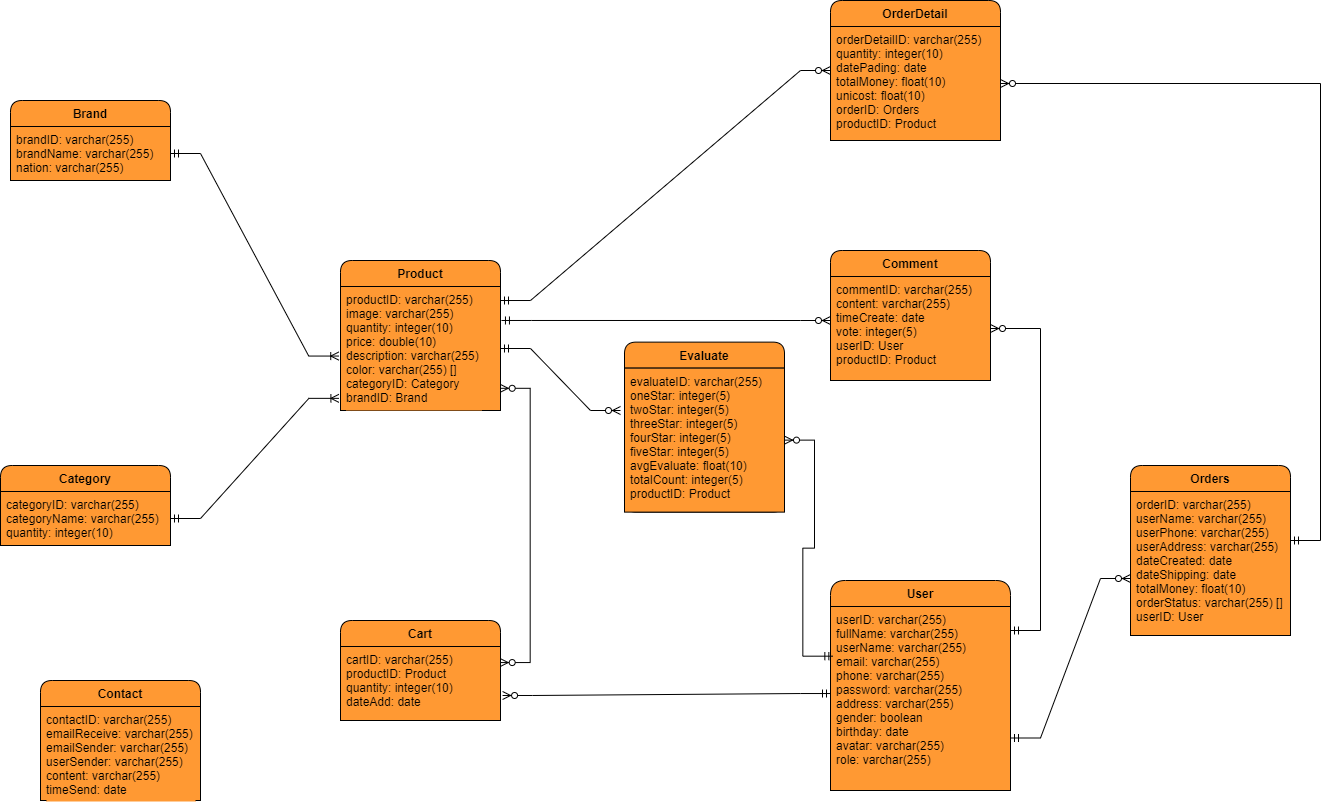 OrderDetail
orderDetailID: varchar(255)
quantity: integer(10)
datePading: date
totalMoney: float(10)
unicost: float(10)
orderID: Orders
productID: Product
Brand
brandID: varchar(255)
brandName: varchar(255)
nation: varchar(255)
Product
productID: varchar(255)
image: varchar(255)
quantity: integer(10)
price: double(10)
description: varchar(255)
color: varchar(255) []
categoryID: Category
brandID: Brand
Comment
commentID: varchar(255)
content: varchar(255)
timeCreate: date
vote: integer(5)
userID: User
productID: Product
Evaluate
evaluateID: varchar(255)
oneStar: integer(5)
twoStar: integer(5)
threeStar: integer(5)
fourStar: integer(5)
fiveStar: integer(5)
avgEvaluate: float(10)
totalCount: integer(5)
productID: Product
Category
categoryID: varchar(255)
categoryName: varchar(255)
quantity: integer(10)
Orders
orderID: varchar(255)
userName: varchar(255)
userPhone: varchar(255)
userAddress: varchar(255)
dateCreated: date
dateShipping: date
totalMoney: float(10)
orderStatus: varchar(255) []
userID: User
User
userID: varchar(255)
fullName: varchar(255)
userName: varchar(255)
email: varchar(255)
phone: varchar(255)
password: varchar(255)
address: varchar(255)
gender: boolean
birthday: date
avatar: varchar(255)
role: varchar(255)
Cart
cartID: varchar(255)
productID: Product
quantity: integer(10)
dateAdd: date
Contact
contactID: varchar(255)
emailReceive: varchar(255)
emailSender: varchar(255)
userSender: varchar(255)
content: varchar(255)
timeSend: date